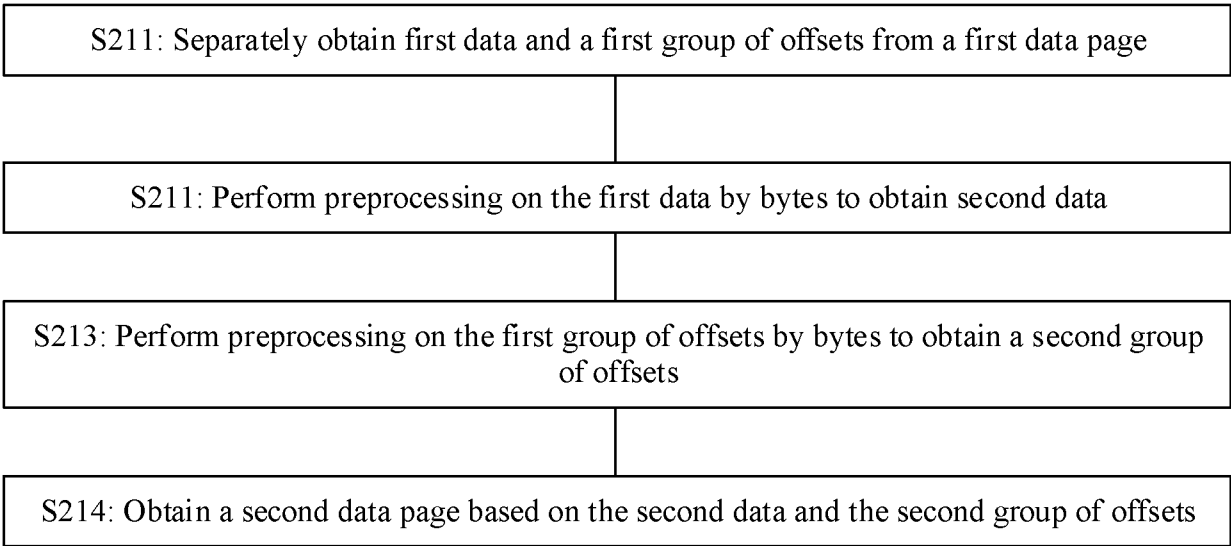 S211: Separately obtain first data and a first group of offsets from a first data page
S211: Perform preprocessing on the first data by bytes to obtain second data
S213: Perform preprocessing on the first group of offsets by bytes to obtain a second group
of offsets
S214: Obtain a second data page based on the second data and the second group of offsets